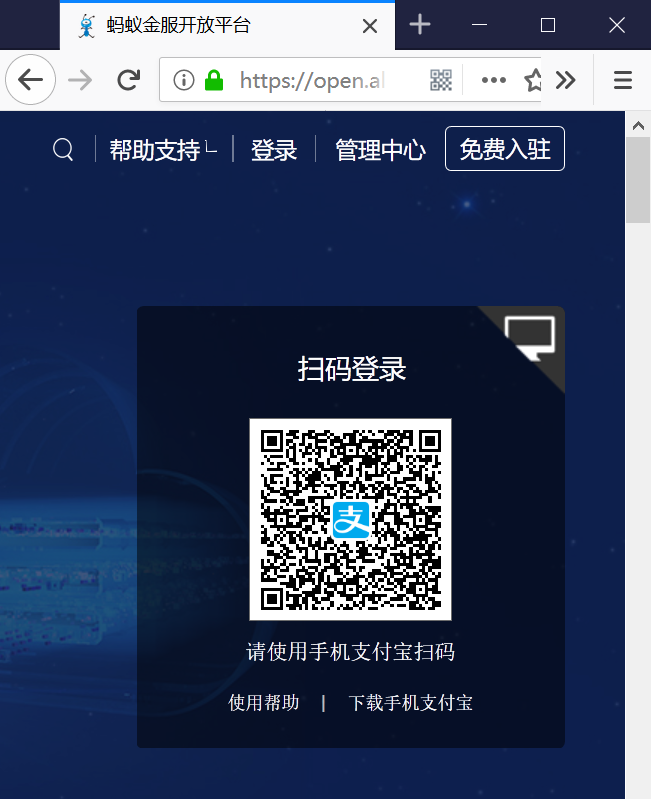 蚂蚁金服开放平台
https://open.al
帮助支持
登录
管理中心
免费入驻
扫码登录
支
请使用手机支付宝扫码
使用帮助 | 下载手机支付宝